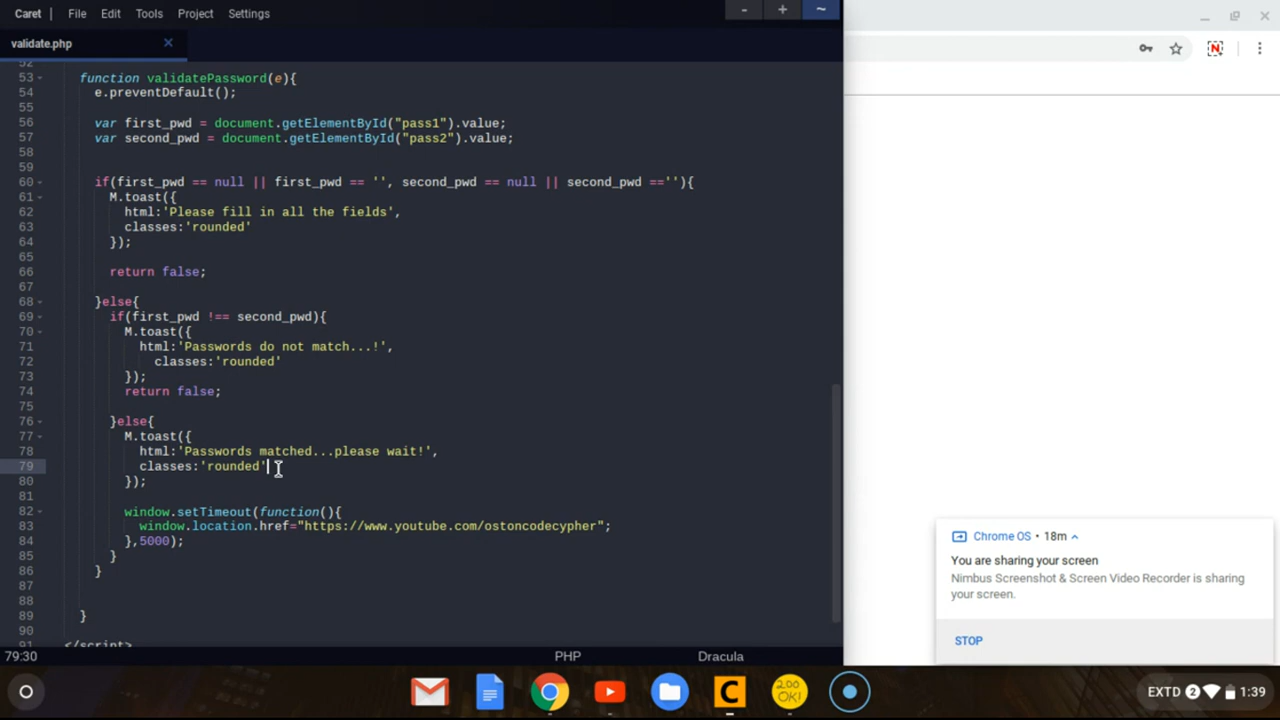 Caret
File Edit Tools Project Settings
- + ~
validate.php ×
52
53 function validatePassword(e){
54 e.preventDefault();
55
56 var first_pwd = document.getElementById("pass1").value;
57 var second_pwd = document.getElementById("pass2").value;
58
59
60 if(first_pwd == null || first_pwd == '', second_pwd == null || second_pwd ==''){
61 M.toast({
62 html:'Please fill in all the fields',
63 classes:'rounded'
64 });
65
66 return false;
67
68 }else{
69 if(first_pwd !== second_pwd){
70 M.toast({
71 html:'Passwords do not match...!',
72 classes:'rounded'
73 });
74 return false;
75
76 }else{
77 M.toast({
78 html:'Passwords matched...please wait!',
79 classes:'rounded'
80 });
81
82 window.setTimeout(function(){
83 window.location.href="https://www.youtube.com/ostoncodecypher";
84 },5000);
85 }
86 }
87
88
89 }
90
91 </script>
79:30 PHP Dracula
N
Chrome OS • 18m
You are sharing your screen
Nimbus Screenshot & Screen Video Recorder is sharing
your screen.
STOP
C
200
OK!
EXTD 2 1:39